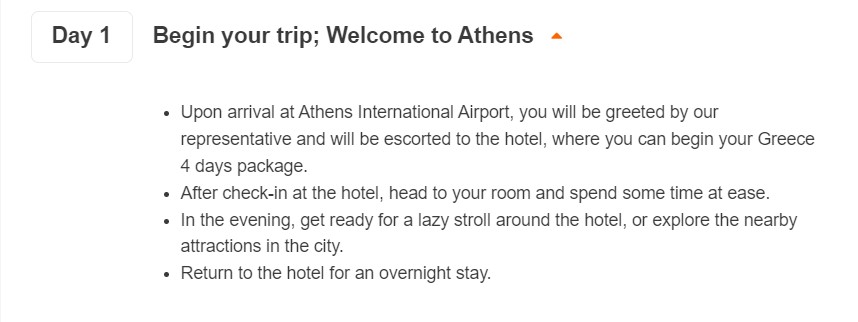 Day 1
Begin your trip; Welcome to Athens
• Upon arrival at Athens International Airport, you will be greeted by our
representative and will be escorted to the hotel, where you can begin your Greece
4 days package.
• After check-in at the hotel, head to your room and spend some time at ease.
• In the evening, get ready for a lazy stroll around the hotel, or explore the nearby
attractions in the city.
• Return to the hotel for an overnight stay.